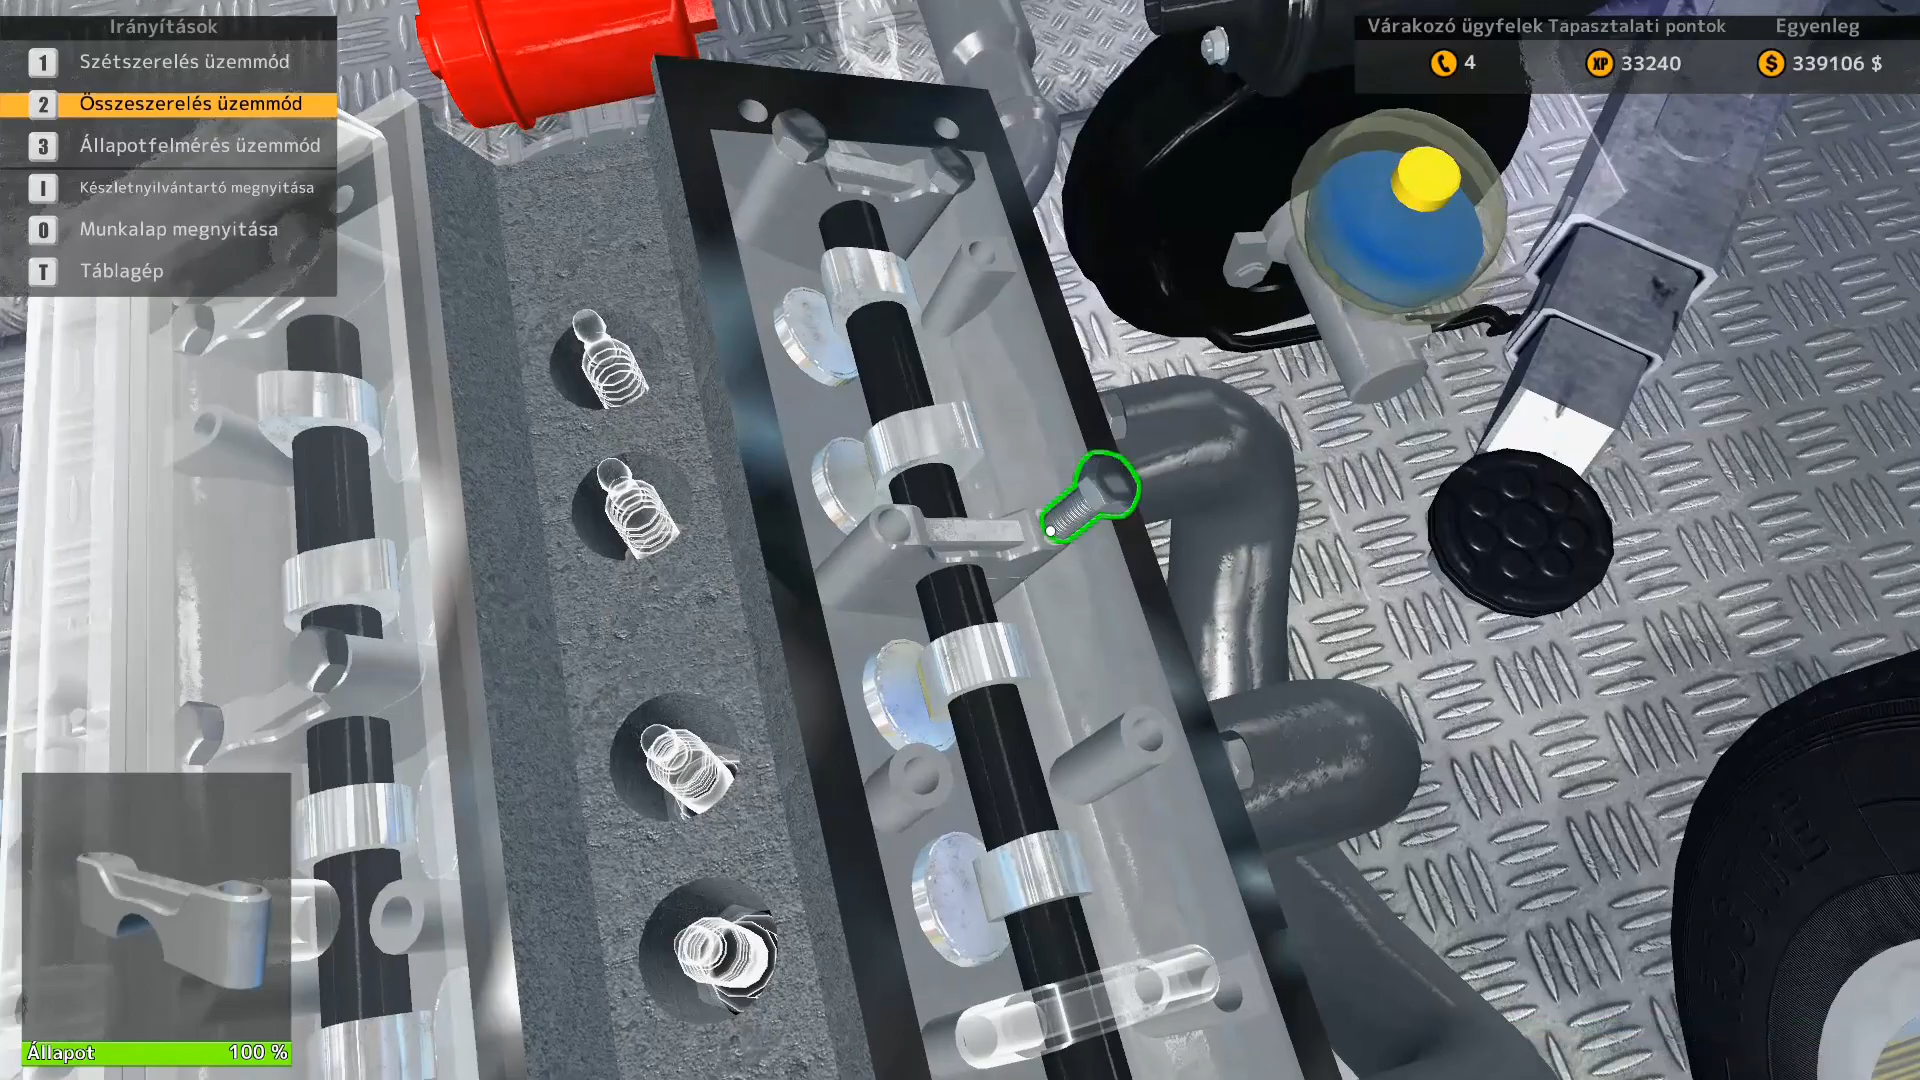 Irányítások
1 Szétszerelés üzemmód
2 Összeszerelés üzemmód
3 Állapotfelmérés üzemmód
I Készletnyilvántartó megnyitása
O Munkalap megnyitása
T Táblagép
Várakozó ügyfelek Tapasztalati pontok Egyenleg
4 XP 33240 $ 339106 $
Állapot 100 %